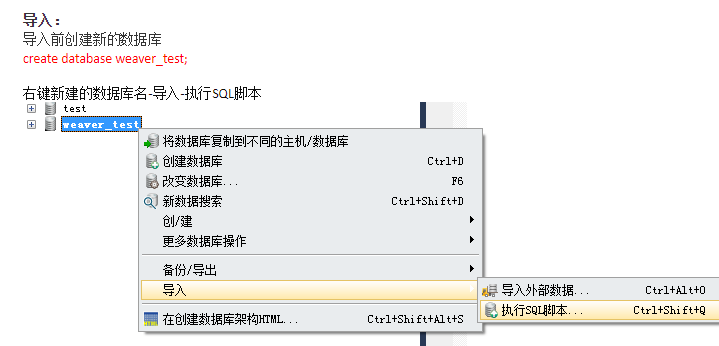 导入：
导入前创建新的数据库
create database weaver_test;
右键新建的数据库名-导入-执行SQL脚本
test
weaver_test
将数据库复制到不同的主机/数据库
创建数据库 Ctrl+D
改变数据库... F6
新数据搜索 Ctrl+Shift+D
创/建
更多数据库操作
备份/导出
导入
导入外部数据... Ctrl+Alt+O
执行SQL脚本... Ctrl+Shift+Q
在创建数据库架构HTML... Ctrl+Shift+Alt+S